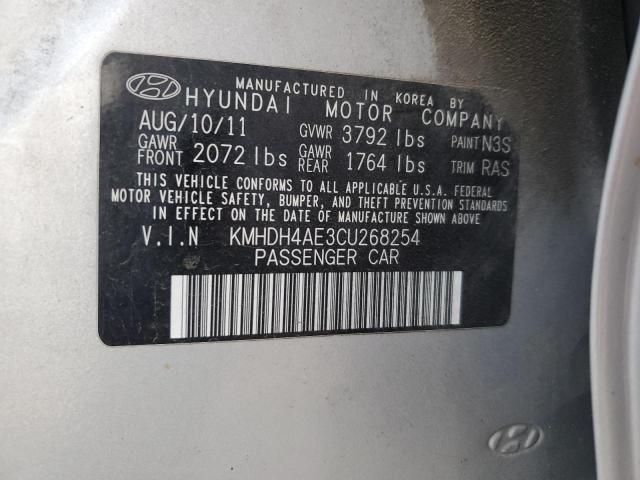 MANUFACTURED IN KOREA BY
HYUNDAI MOTOR COMPANY
AUG/10/11 GVWR 3792 lbs PAINT N3S
GAWR FRONT 2072 lbs GAWR REAR 1764 lbs TRIM RAS
THIS VEHICLE CONFORMS TO ALL APPLICABLE U.S.A. FEDERAL
MOTOR VEHICLE SAFETY, BUMPER, AND THEFT PREVENTION STANDARDS
IN EFFECT ON THE DATE OF MANUFACTURE SHOWN ABOVE.
V.I.N KMHDH4AE3CU268254
PASSENGER CAR